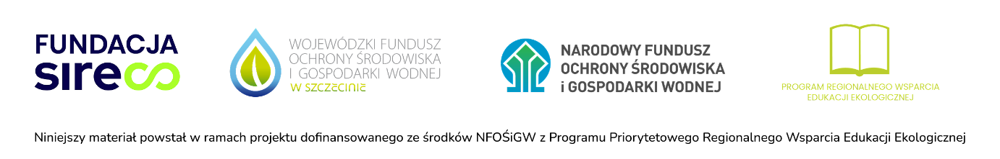 FUNDACJA
sireco
WOJEWÓDZKI FUNDUSZ
OCHRONY ŚRODOWISKA
I GOSPODARKI WODNEJ
W SZCZECINIE
NARODOWY FUNDUSZ
OCHRONY ŚRODOWISKA
i GOSPODARKI WODNEJ
PROGRAM REGIONALNEGO WSPARCIA
EDUKACJI EKOLOGICZNEJ
Niniejszy materiał powstał w ramach projektu dofinansowanego ze środków NFOŚiGW z Programu Priorytetowego Regionalnego Wsparcia Edukacji Ekologicznej